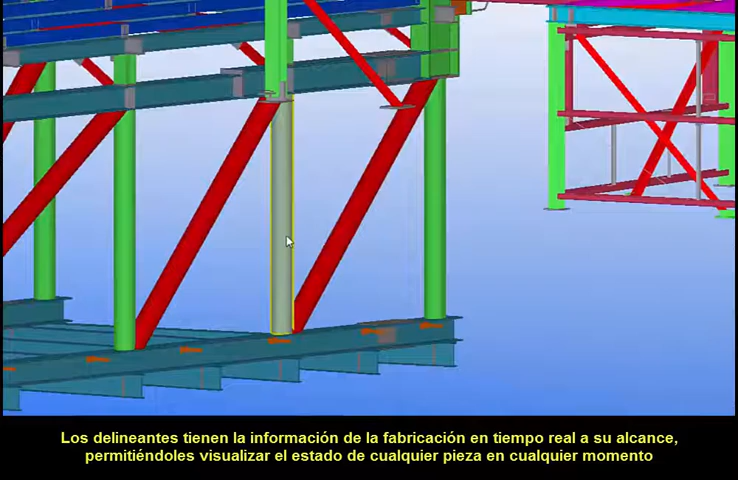 Los delineantes tienen la información de la fabricación en tiempo real a su alcance,
permitiéndoles visualizar el estado de cualquier pieza en cualquier momento